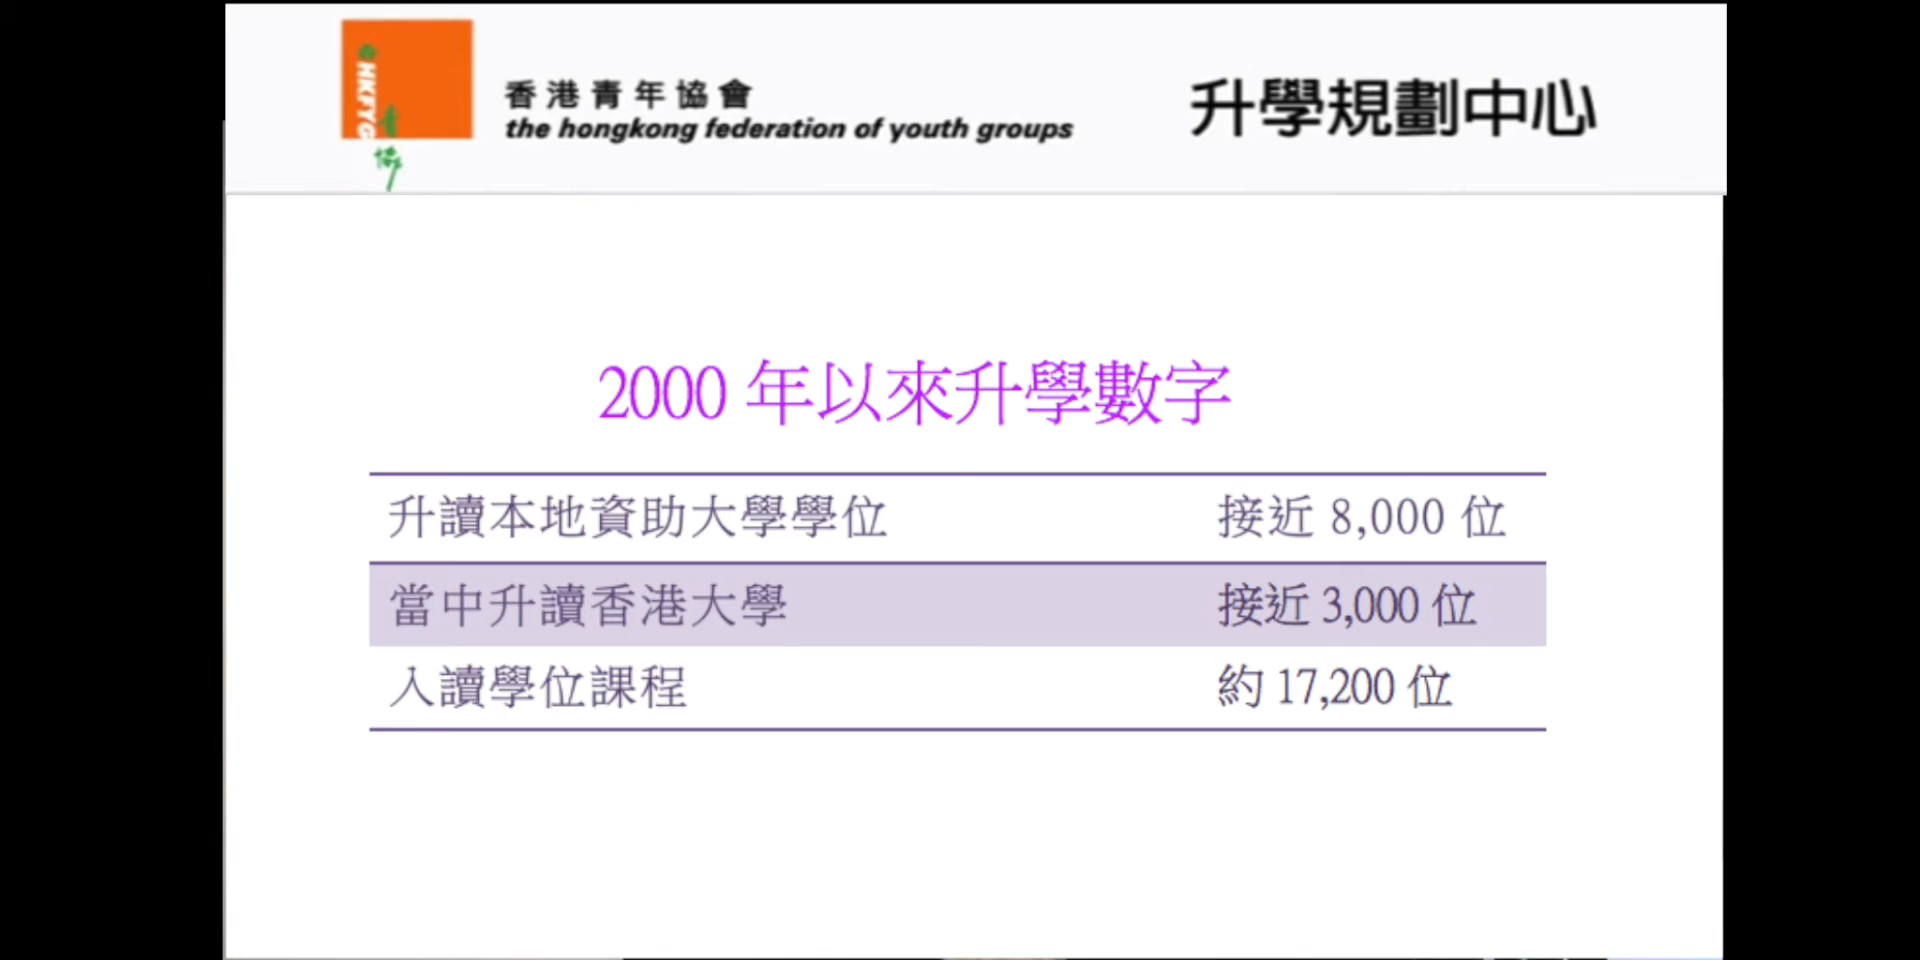 HKFYG
青
協
香港青年協會
the hongkong federation of youth groups
升學規劃中心
2000 年以來升學數字
升讀本地資助大學學位 接近 8,000 位
當中升讀香港大學 接近 3,000 位
入讀學位課程 約 17,200 位